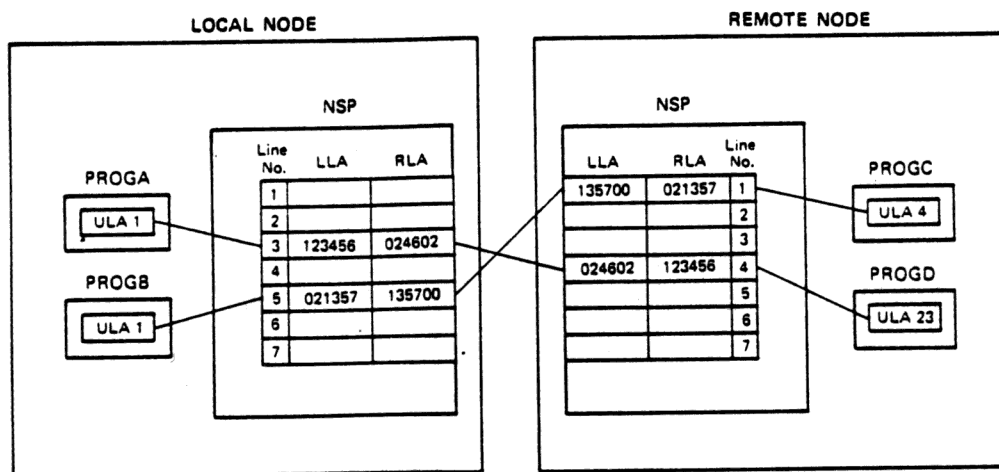 LOCAL NODE
NSP
Line No. LLA RLA
1
2
3 123456 024602
4
5 021357 135700
6
7
PROGA
ULA 1
PROGB
ULA 1
REMOTE NODE
NSP
LLA RLA Line No.
135700 021357 1
2
3
024602 123456 4
5
6
7
PROGC
ULA 4
PROGD
ULA 23